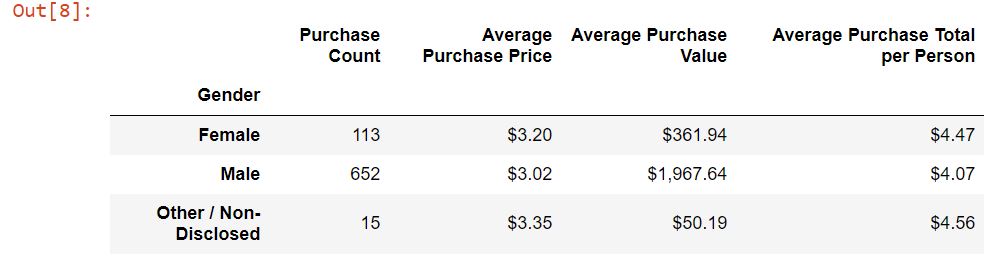 Out[8]:
Purchase Count Average Purchase Price Average Purchase Value Average Purchase Total per Person
Gender
Female 113 $3.20 $361.94 $4.47
Male 652 $3.02 $1,967.64 $4.07
Other / Non-Disclosed 15 $3.35 $50.19 $4.56